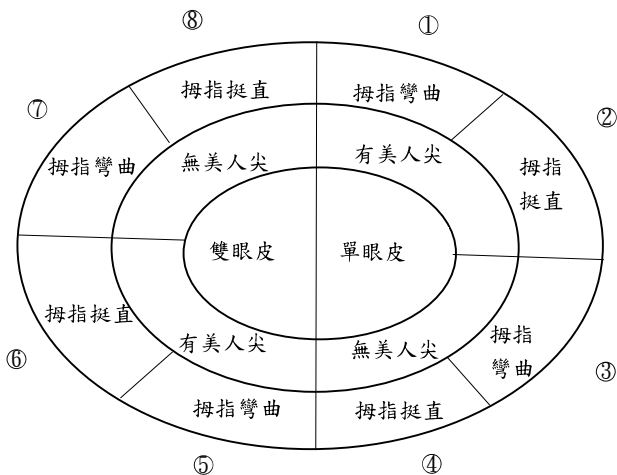 ⑧
①
拇指挺直
拇指彎曲
⑦
②
拇指彎曲
無美人尖
有美人尖
拇指
挺直
雙眼皮
單眼皮
拇指挺直
有美人尖
無美人尖
拇指
彎曲
⑥
③
拇指彎曲
拇指挺直
⑤
④